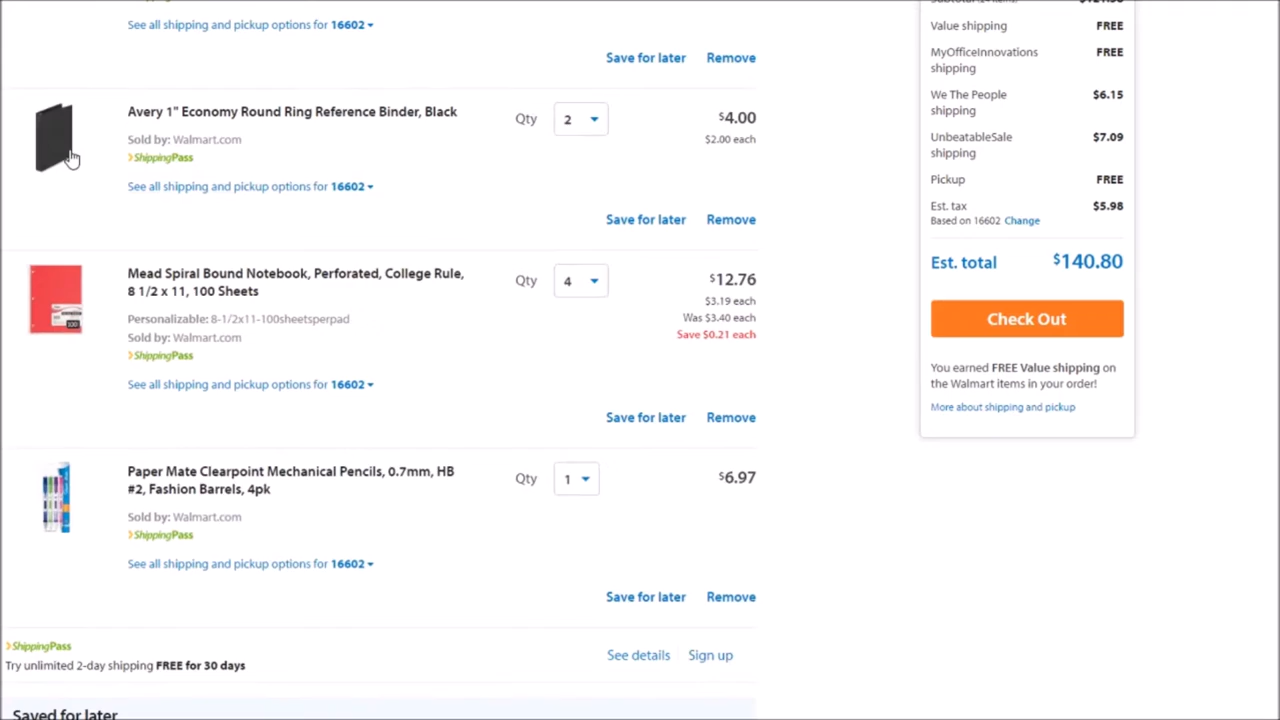 See all shipping and pickup options for 16602
Save for later Remove
Avery 1" Economy Round Ring Reference Binder, Black
Sold by: Walmart.com
ShippingPass
See all shipping and pickup options for 16602
Qty 2 $4.00
$2.00 each
Save for later Remove
Mead Spiral Bound Notebook, Perforated, College Rule,
8 1/2 x 11, 100 Sheets
Personalizable: 8-1/2x11-100sheetsperpad
Sold by: Walmart.com
ShippingPass
See all shipping and pickup options for 16602
Qty 4 $12.76
$3.19 each
Was $3.40 each
Save $0.21 each
Save for later Remove
Paper Mate Clearpoint Mechanical Pencils, 0.7mm, HB
#2, Fashion Barrels, 4pk
Sold by: Walmart.com
ShippingPass
See all shipping and pickup options for 16602
Qty 1 $6.97
Save for later Remove
ShippingPass
Try unlimited 2-day shipping FREE for 30 days
See details Sign up
Saved for later
Value shipping FREE
MyOfficeInnovations FREE
shipping
We The People $6.15
shipping
UnbeatableSale $7.09
shipping
Pickup FREE
Est. tax $5.98
Based on 16602 Change
Est. total $140.80
Check Out
You earned FREE Value shipping on
the Walmart items in your order!
More about shipping and pickup